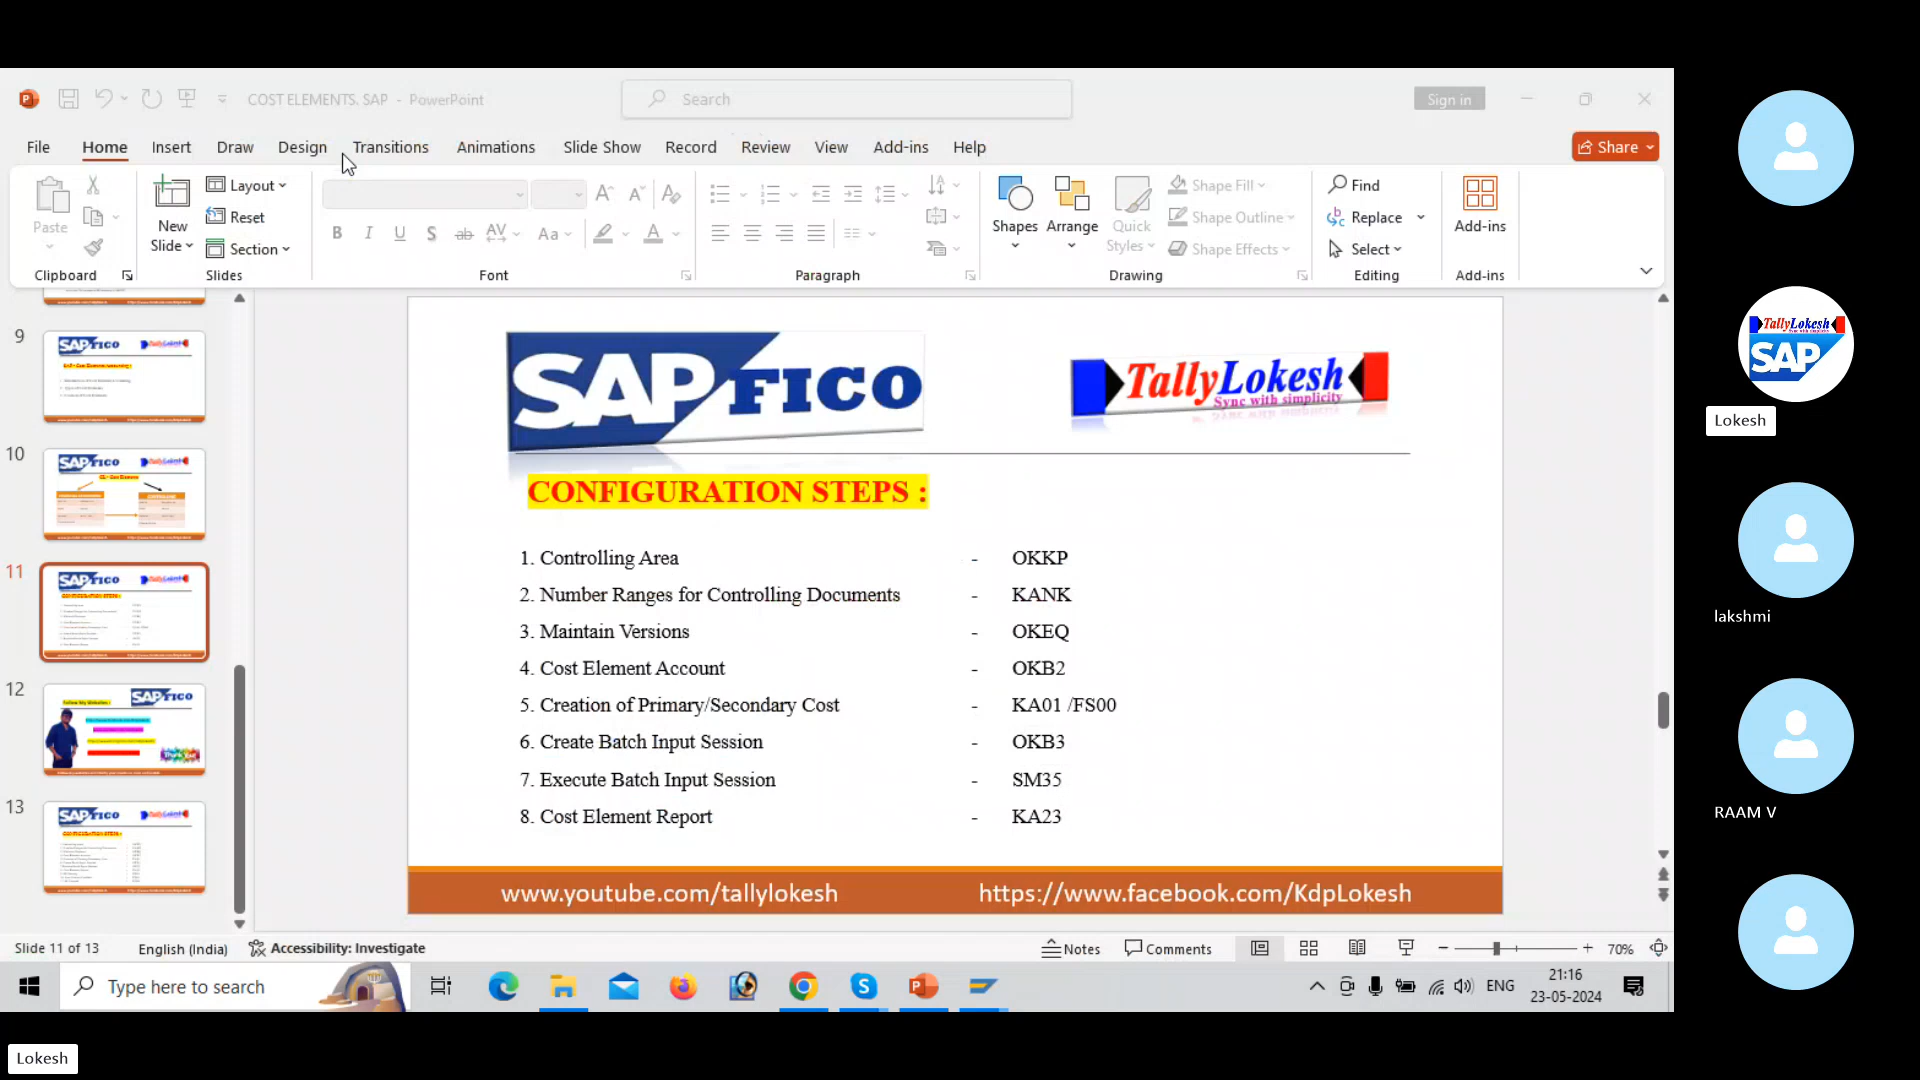 COST ELEMENTS. SAP - PowerPoint
Search
Sign in
File Home Insert Draw Design Transitions Animations Slide Show Record Review View Add-ins Help
Share
Paste
New Slide
Layout
Reset
Section
Shapes
Arrange
Quick Styles
Shape Fill
Shape Outline
Shape Effects
Find
Replace
Select
Add-ins
Clipboard Slides Font Paragraph Drawing Editing Add-ins
9
10
11
12
13
SAP FICO
TallyLokesh
Sync with simplicity
CONFIGURATION STEPS :
1. Controlling Area - OKKP
2. Number Ranges for Controlling Documents - KANK
3. Maintain Versions - OKEQ
4. Cost Element Account - OKB2
5. Creation of Primary/Secondary Cost - KA01 /FS00
6. Create Batch Input Session - OKB3
7. Execute Batch Input Session - SM35
8. Cost Element Report - KA23
www.youtube.com/tallylokesh https://www.facebook.com/KdpLokesh
Slide 11 of 13 English (India) Accessibility: Investigate Notes Comments 70%
Type here to search
ENG
21:16
23-05-2024
TallyLokesh
SAP
Lokesh
lakshmi
RAAM V
Lokesh